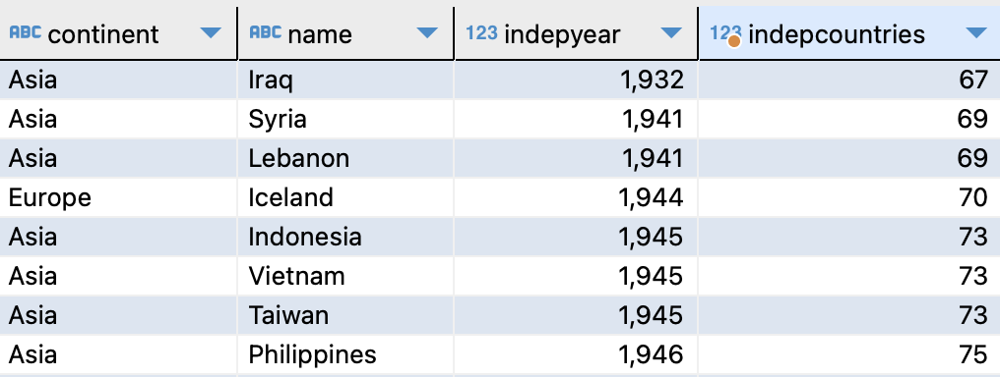 ABC continent ABC name 123 indepyear 123 indepcountries
Asia Iraq 1,932 67
Asia Syria 1,941 69
Asia Lebanon 1,941 69
Europe Iceland 1,944 70
Asia Indonesia 1,945 73
Asia Vietnam 1,945 73
Asia Taiwan 1,945 73
Asia Philippines 1,946 75